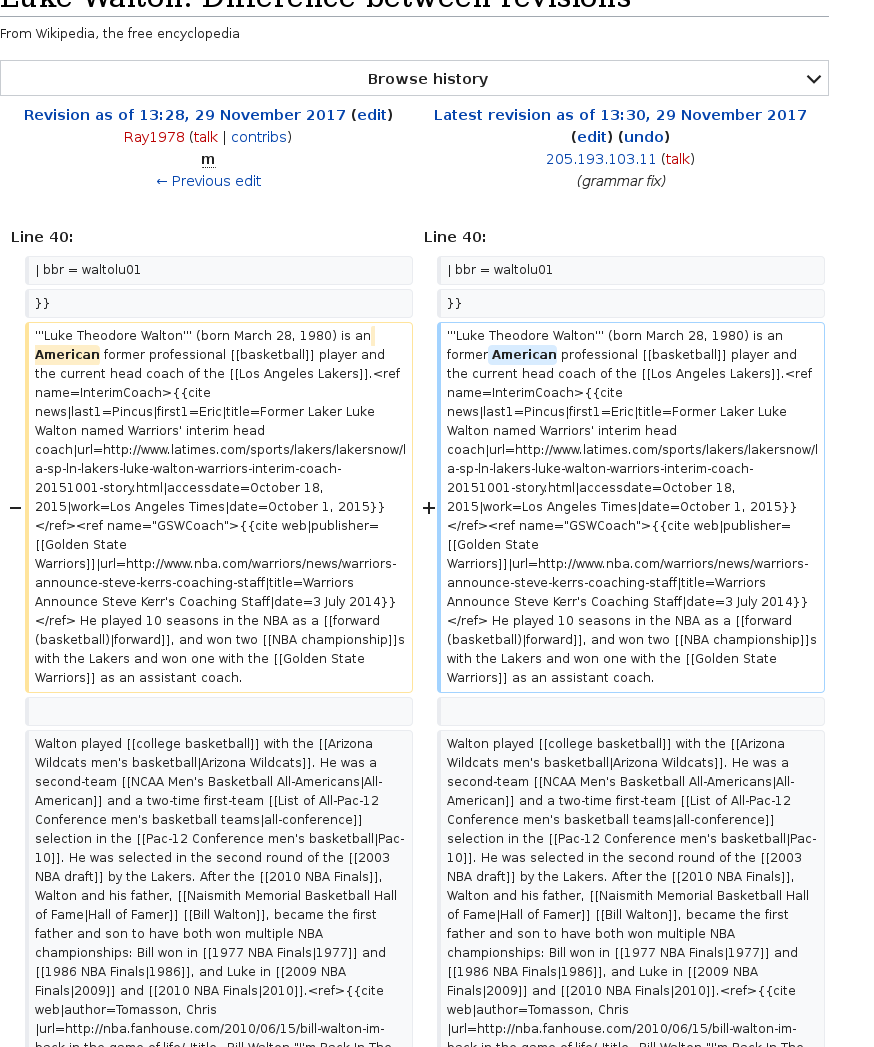 Luke Walton: Difference between revisions
From Wikipedia, the free encyclopedia
Browse history
Revision as of 13:28, 29 November 2017 (edit)
Ray1978 (talk | contribs)
m
← Previous edit
Latest revision as of 13:30, 29 November 2017
(edit) (undo)
205.193.103.11 (talk)
(grammar fix)
Line 40:
| bbr = waltolu01
}}
−
'''Luke Theodore Walton''' (born March 28, 1980) is an
American former professional [[basketball]] player and
the current head coach of the [[Los Angeles Lakers]].<ref
name=InterimCoach>{{cite
news|last1=Pincus|first1=Eric|title=Former Laker Luke
Walton named Warriors' interim head
coach|url=http://www.latimes.com/sports/lakers/lakersnow/l
a-sp-ln-lakers-luke-walton-warriors-interim-coach-
20151001-story.html|accessdate=October 18,
2015|work=Los Angeles Times|date=October 1, 2015}}
</ref><ref name="GSWCoach">{{cite web|publisher=
[[Golden State
Warriors]]|url=http://www.nba.com/warriors/news/warriors-
announce-steve-kerrs-coaching-staff|title=Warriors
Announce Steve Kerr's Coaching Staff|date=3 July 2014}}
</ref> He played 10 seasons in the NBA as a [[forward
(basketball)|forward]], and won two [[NBA championship]]s
with the Lakers and won one with the [[Golden State
Warriors]] as an assistant coach.
Walton played [[college basketball]] with the [[Arizona
Wildcats men's basketball|Arizona Wildcats]]. He was a
second-team [[NCAA Men's Basketball All-Americans|All-
American]] and a two-time first-team [[List of All-Pac-12
Conference men's basketball teams|all-conference]]
selection in the [[Pac-12 Conference men's basketball|Pac-
10]]. He was selected in the second round of the [[2003
NBA draft]] by the Lakers. After the [[2010 NBA Finals]],
Walton and his father, [[Naismith Memorial Basketball Hall
of Fame|Hall of Famer]] [[Bill Walton]], became the first
father and son to have both won multiple NBA
championships: Bill won in [[1977 NBA Finals|1977]] and
[[1986 NBA Finals|1986]], and Luke in [[2009 NBA
Finals|2009]] and [[2010 NBA Finals|2010]].<ref>{{cite
web|author=Tomasson, Chris
|url=http://nba.fanhouse.com/2010/06/15/bill-walton-im-
back-in-the-game-of-life/ |title=Bill Walton "I'm Back In The
Line 40:
| bbr = waltolu01
}}
+
'''Luke Theodore Walton''' (born March 28, 1980) is an
former American professional [[basketball]] player and
the current head coach of the [[Los Angeles Lakers]].<ref
name=InterimCoach>{{cite
news|last1=Pincus|first1=Eric|title=Former Laker Luke
Walton named Warriors' interim head
coach|url=http://www.latimes.com/sports/lakers/lakersnow/l
a-sp-ln-lakers-luke-walton-warriors-interim-coach-
20151001-story.html|accessdate=October 18,
2015|work=Los Angeles Times|date=October 1, 2015}}
</ref><ref name="GSWCoach">{{cite web|publisher=
[[Golden State
Warriors]]|url=http://www.nba.com/warriors/news/warriors-
announce-steve-kerrs-coaching-staff|title=Warriors
Announce Steve Kerr's Coaching Staff|date=3 July 2014}}
</ref> He played 10 seasons in the NBA as a [[forward
(basketball)|forward]], and won two [[NBA championship]]s
with the Lakers and won one with the [[Golden State
Warriors]] as an assistant coach.
Walton played [[college basketball]] with the [[Arizona
Wildcats men's basketball|Arizona Wildcats]]. He was a
second-team [[NCAA Men's Basketball All-Americans|All-
American]] and a two-time first-team [[List of All-Pac-12
Conference men's basketball teams|all-conference]]
selection in the [[Pac-12 Conference men's basketball|Pac-
10]]. He was selected in the second round of the [[2003
NBA draft]] by the Lakers. After the [[2010 NBA Finals]],
Walton and his father, [[Naismith Memorial Basketball Hall
of Fame|Hall of Famer]] [[Bill Walton]], became the first
father and son to have both won multiple NBA
championships: Bill won in [[1977 NBA Finals|1977]] and
[[1986 NBA Finals|1986]], and Luke in [[2009 NBA
Finals|2009]] and [[2010 NBA Finals|2010]].<ref>{{cite
web|author=Tomasson, Chris
|url=http://nba.fanhouse.com/2010/06/15/bill-walton-im-